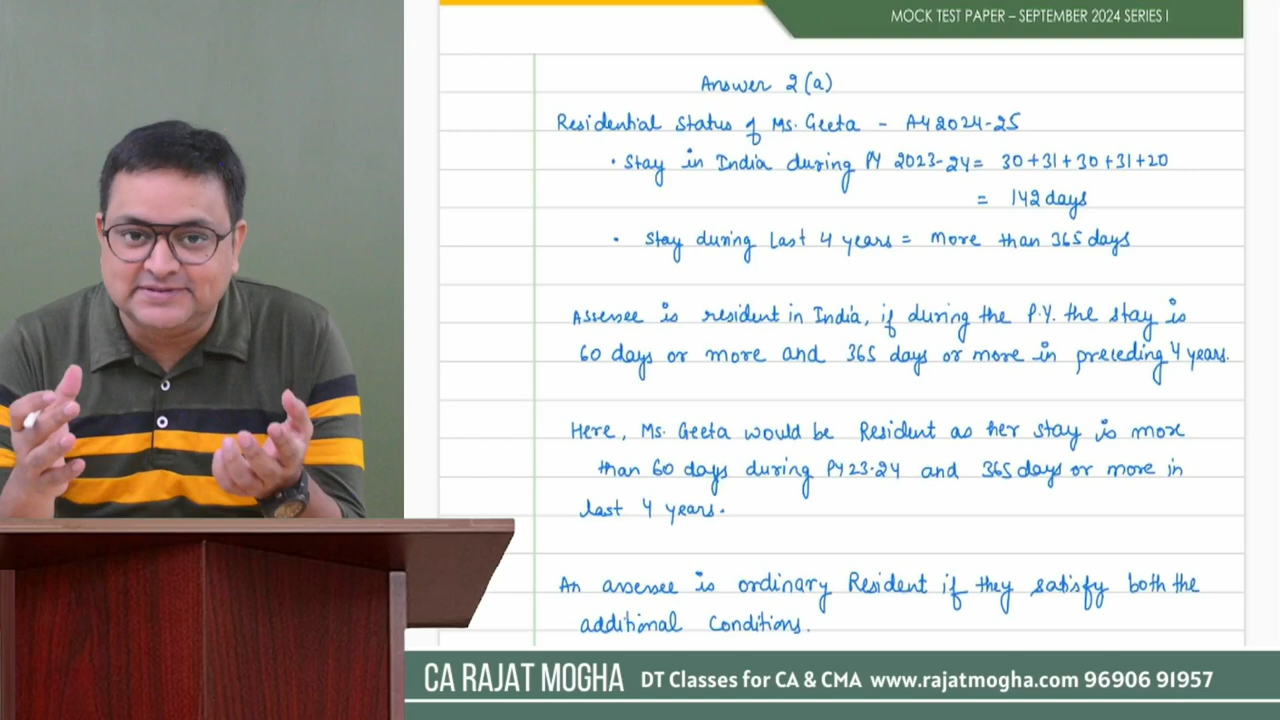 MOCK TEST PAPER – SEPTEMBER 2024 SERIES I
Answer 2 (a)
Residential Status of Ms. Geeta - AY 2024-25
• Stay in India during PY 2023-24 = 30+31+30+31+20
= 142 days
• Stay during last 4 years = More than 365 days
Assessee is resident in India, if during the P.Y. the stay is
60 days or more and 365 days or more in preceding 4 years.
Here, Ms. Geeta would be Resident as her stay is more
than 60 days during PY 23-24 and 365 days or more in
last 4 years.
An assessee is ordinary Resident if they satisfy both the
additional Conditions.
CA RAJAT MOGHA DT Classes for CA & CMA www.rajatmogha.com 96906 91957